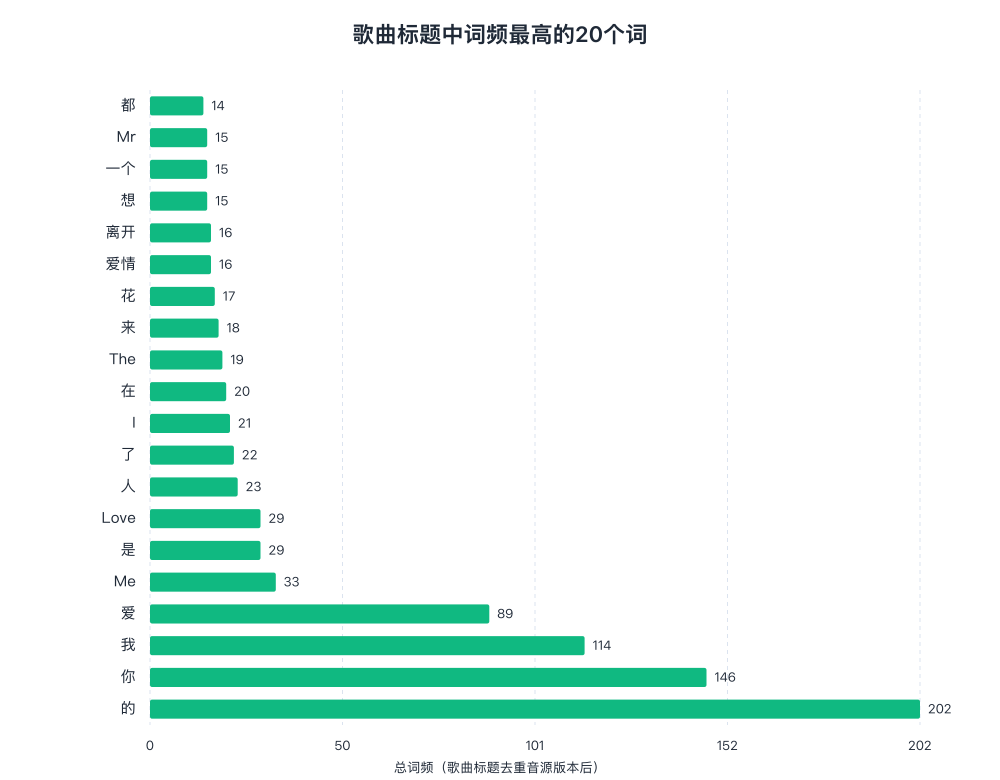 歌曲标题中词频最高的20个词
都 14
Mr 15
一个 15
想 15
离开 16
爱情 16
花 17
来 18
The 19
在 20
I 21
了 22
人 23
Love 29
是 29
Me 33
爱 89
我 114
你 146
的 202
0 50 101 152 202
总词频（歌曲标题去重音源版本后）